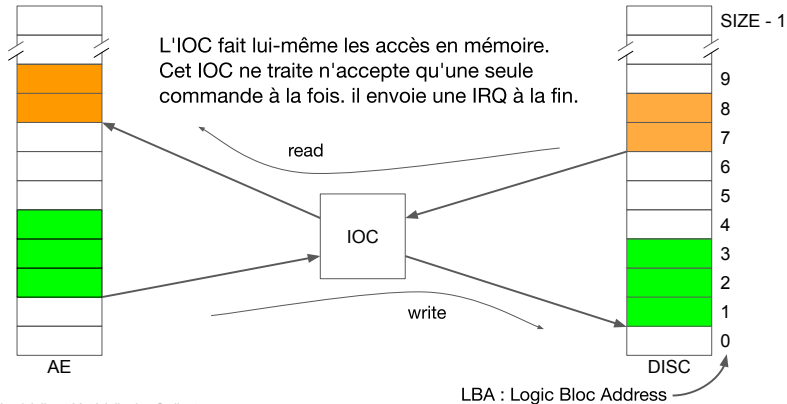 SIZE - 1
L'IOC fait lui-même les accès en mémoire.
Cet IOC ne traite n'accepte qu'une seule
commande à la fois. il envoie une IRQ à la fin.
9
8
7
read
6
5
4
IOC
3
2
1
write
0
AE
DISC
LBA : Logic Bloc Address